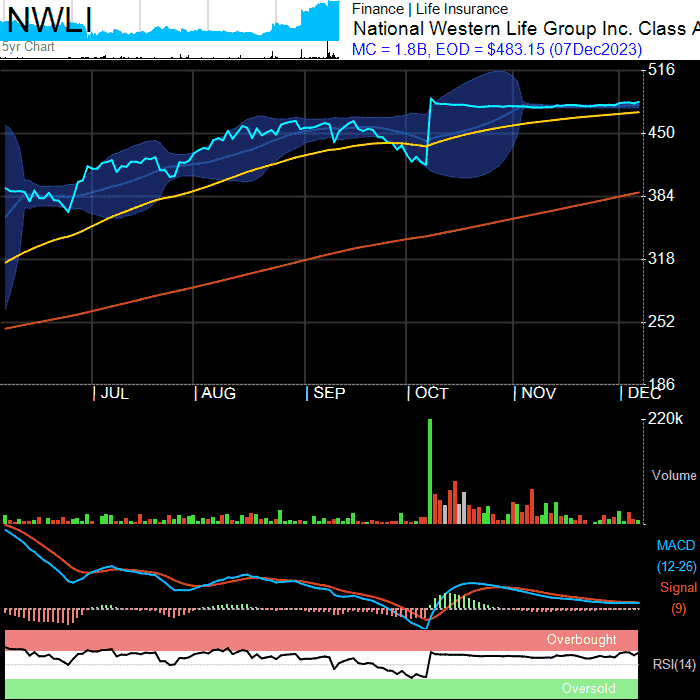 NWLI
5yr Chart
Finance | Life Insurance
National Western Life Group Inc. Class A
MC = 1.8B, EOD = $483.15 (07Dec2023)
516
450
384
318
252
186
JUL AUG SEP OCT NOV DEC
220k
Volume
MACD
(12-26)
Signal
(9)
Overbought
RSI(14)
Oversold